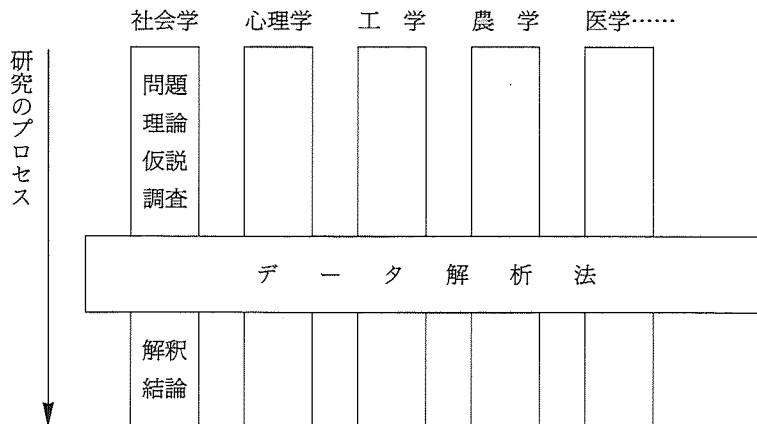 社会学 心理学 工学 農学 医学……
研究のプロセス
問題
理論
仮説
調査
データ解析法
解釈
結論